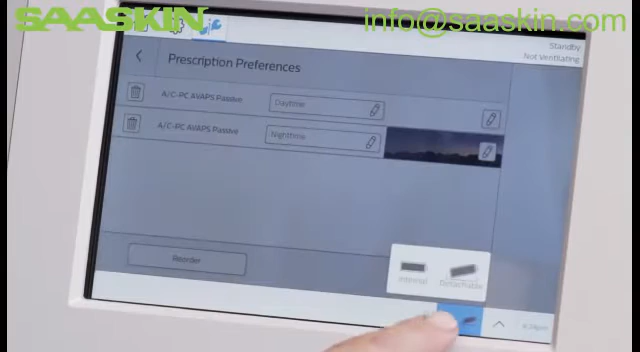 SAASKIN
info@saaskin.com
Standby
Not Ventilating
Prescription Preferences
A/C-PC AVAPS Passive
Daytime
A/C-PC AVAPS Passive
Nighttime
Reorder
Internal
Detachable